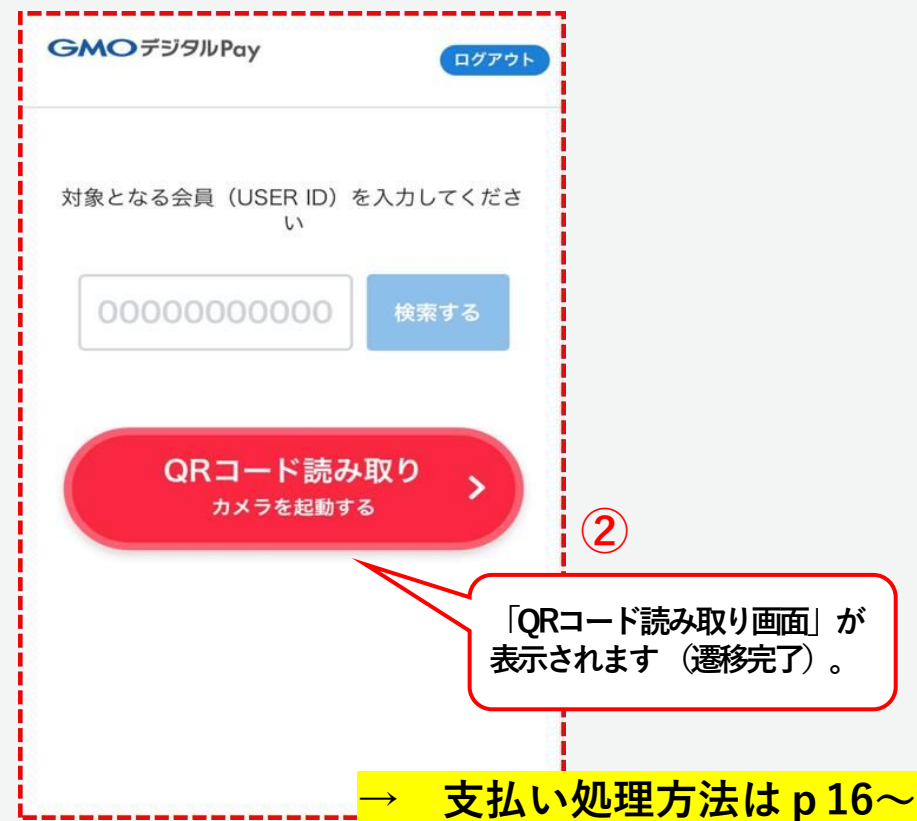 GMOデジタルPay
ログアウト
対象となる会員（USER ID）を入力してくださ
い
00000000000
検索する
QRコード読み取り
カメラを起動する
②
「QRコード読み取り画面」が
表示されます（遷移完了）。
→　支払い処理方法はｐ16～